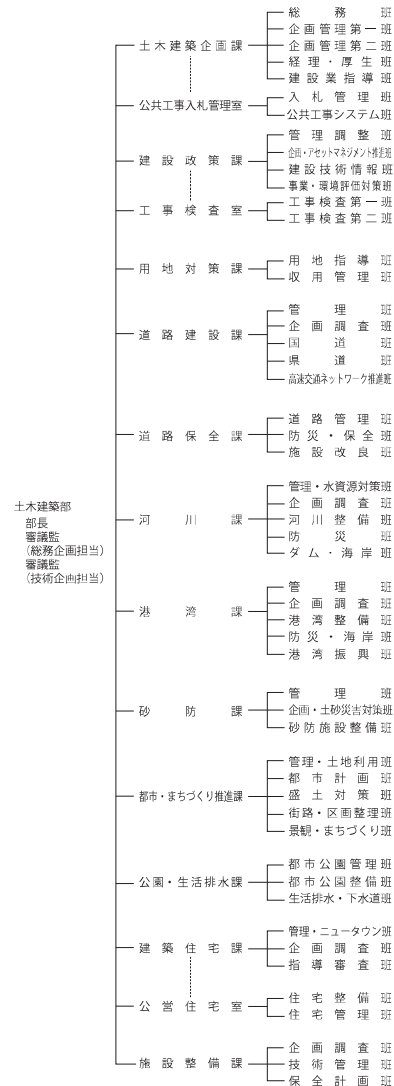 土木建築部
部長
審議監
(総務企画担当)
審議監
(技術企画担当)
土木建築企画課
総務班
企画管理第一班
企画管理第二班
経理・厚生班
建設業指導班
公共工事入札管理室
入札管理班
公共工事システム班
建設政策課
管理調整班
企画・アセットマネジメント推進班
建設技術情報班
事業・環境評価対策班
工事検査室
工事検査第一班
工事検査第二班
用地対策課
用地指導班
収用管理班
道路建設課
管理班
企画調査班
国道班
県道班
高速交通ネットワーク推進班
道路保全課
道路管理班
防災・保全班
施設改良班
河川課
管理・水資源対策班
企画調査班
河川整備班
防災班
ダム・海岸班
港湾課
管理班
企画調査班
港湾整備班
防災・海岸班
港湾振興班
砂防課
管理班
企画・土砂災害対策班
砂防施設整備班
都市・まちづくり推進課
管理・土地利用班
都市計画班
盛土対策班
街路・区画整理班
景観・まちづくり班
公園・生活排水課
都市公園管理班
都市公園整備班
生活排水・下水道班
建築住宅課
管理・ニュータウン班
企画調査班
指導審査班
公営住宅室
住宅整備班
住宅管理班
施設整備課
企画調査班
技術管理班
保全計画班